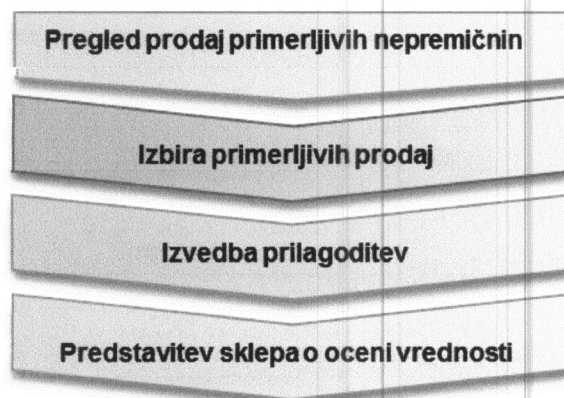 Pregled prodaj primerljivih nepremičnin
Izbira primerljivih prodaj
Izvedba prilagoditev
Predstavitev sklepa o oceni vrednosti